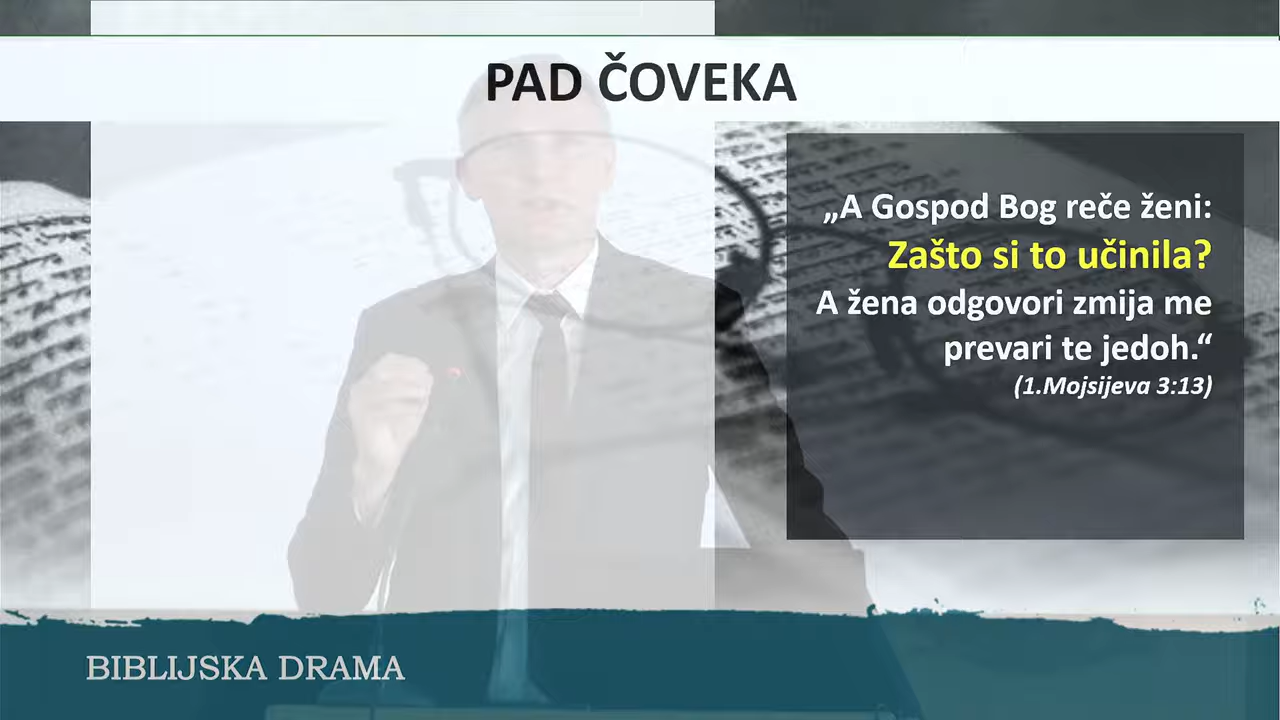 PAD ČOVEKA
„A Gospod Bog reče ženi:
Zašto si to učinila?
A žena odgovori zmija me
prevari te jedoh.“
(1.Mojsijeva 3:13)
BIBLIJSKA DRAMA